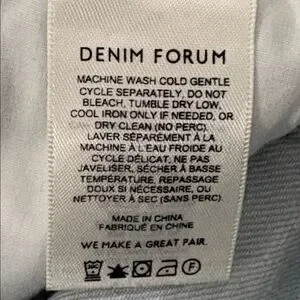 DENIM FORUM
MACHINE WASH COLD GENTLE
CYCLE SEPARATELY, DO NOT
BLEACH, TUMBLE DRY LOW,
COOL IRON ONLY IF NEEDED, OR
DRY CLEAN (NO PERC).
LAVER SÉPARÉMENT À LA
MACHINE À L'EAU FROIDE AU
CYCLE DÉLICAT, NE PAS
JAVELISER, SÉCHER À BASSE
TEMPÉRATURE, REPASSAGE
DOUX SI NÉCESSAIRE, OU
NETTOYER À SEC (SANS PERC).
MADE IN CHINA
FABRIQUÉ EN CHINE
WE MAKE A GREAT PAIR.
F